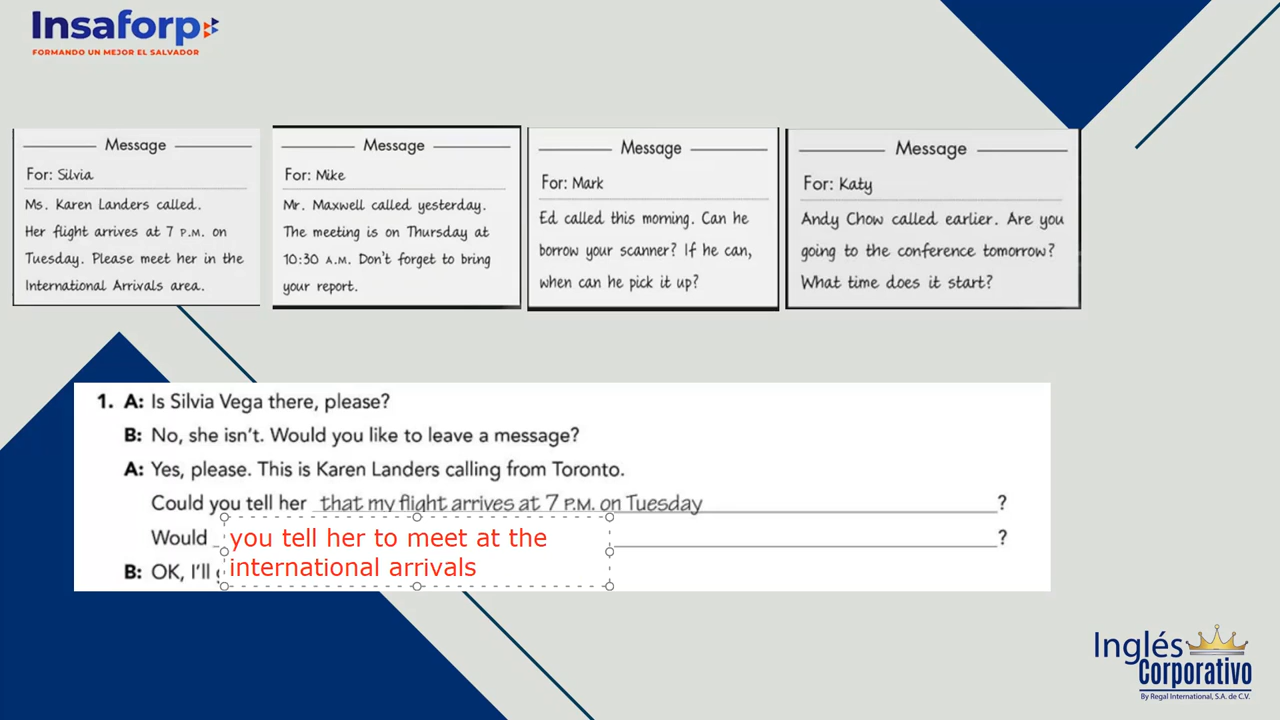 Insaforp
FORMANDO UN MEJOR EL SALVADOR
Message
For: Silvia
Ms. Karen Landers called.
Her flight arrives at 7 P.M. on
Tuesday. Please meet her in the
International Arrivals area.
Message
For: Mike
Mr. Maxwell called yesterday.
The meeting is on Thursday at
10:30 A.M. Don't forget to bring
your report.
Message
For: Mark
Ed called this morning. Can he
borrow your scanner? If he can,
when can he pick it up?
Message
For: Katy
Andy Chow called earlier. Are you
going to the conference tomorrow?
What time does it start?
1. A: Is Silvia Vega there, please?
B: No, she isn't. Would you like to leave a message?
A: Yes, please. This is Karen Landers calling from Toronto.
Could you tell her that my flight arrives at 7 P.M. on Tuesday ?
Would you tell her to meet at the ?
international arrivals
B: OK, I'll
Inglés
Corporativo
By Regal International, S.A. de C.V.